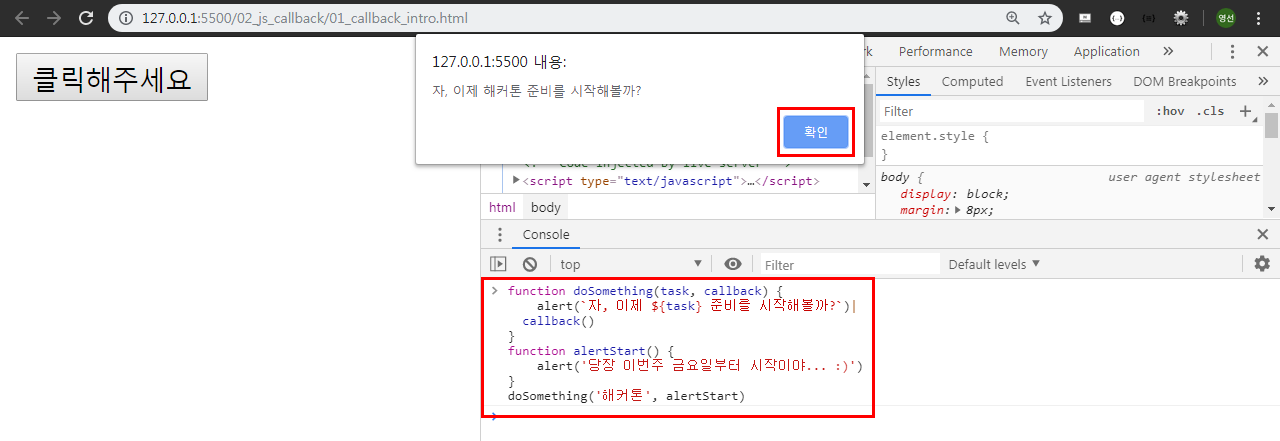 127.0.0.1:5500/02_js_callback/01_callback_intro.html
영선
클릭해주세요
127.0.0.1:5500 내용:
자, 이제 해커톤 준비를 시작해볼까?
확인
Performance Memory Application »
Styles Computed Event Listeners DOM Breakpoints »
Filter :hov .cls +
element.style {
}
body { user agent stylesheet
display: block;
margin: 8px;
<!-- Code injected by live-server -->
<script type="text/javascript">…</script>
html body
Console
top Filter Default levels
function doSomething(task, callback) {
alert(`자, 이제 ${task} 준비를 시작해볼까?`)
callback()
}
function alertStart() {
alert('당장 이번주 금요일부터 시작이야... :)')
}
doSomething('해커톤', alertStart)